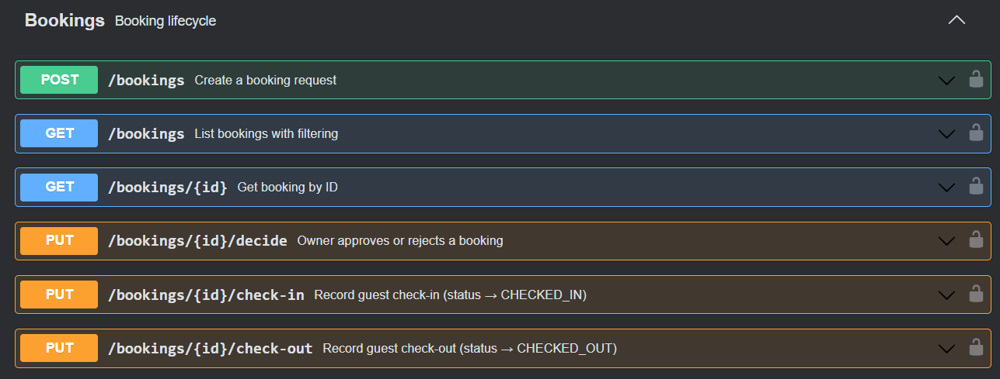 Bookings Booking lifecycle
POST /bookings Create a booking request
GET /bookings List bookings with filtering
GET /bookings/{id} Get booking by ID
PUT /bookings/{id}/decide Owner approves or rejects a booking
PUT /bookings/{id}/check-in Record guest check-in (status → CHECKED_IN)
PUT /bookings/{id}/check-out Record guest check-out (status → CHECKED_OUT)